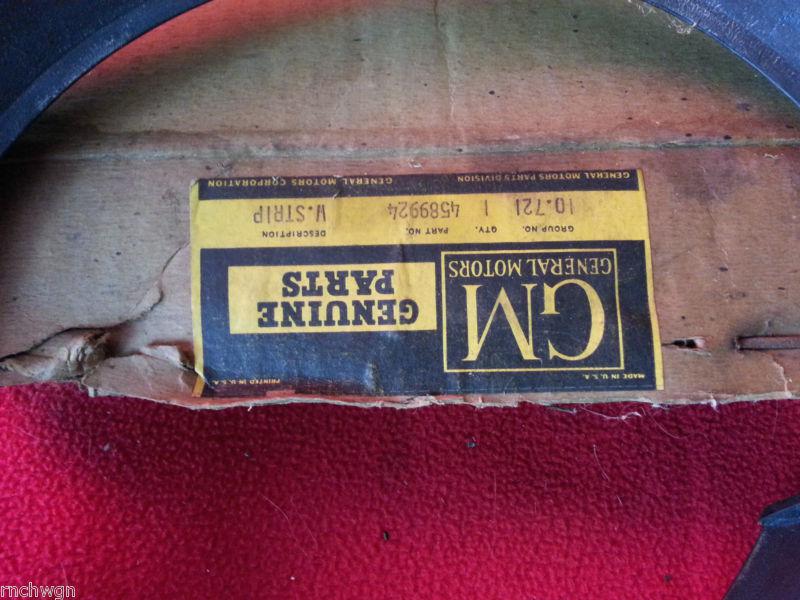 MADE IN U. S. A.
PRINTED IN U. S. A.
GM
GENERAL MOTORS
GENUINE
PARTS
GROUP NO. QTY. PART NO. DESCRIPTION
10.721 1 4589924 W.STRIP
GENERAL MOTORS PARTS DIVISION GENERAL MOTORS CORPORATION
rnchwgn